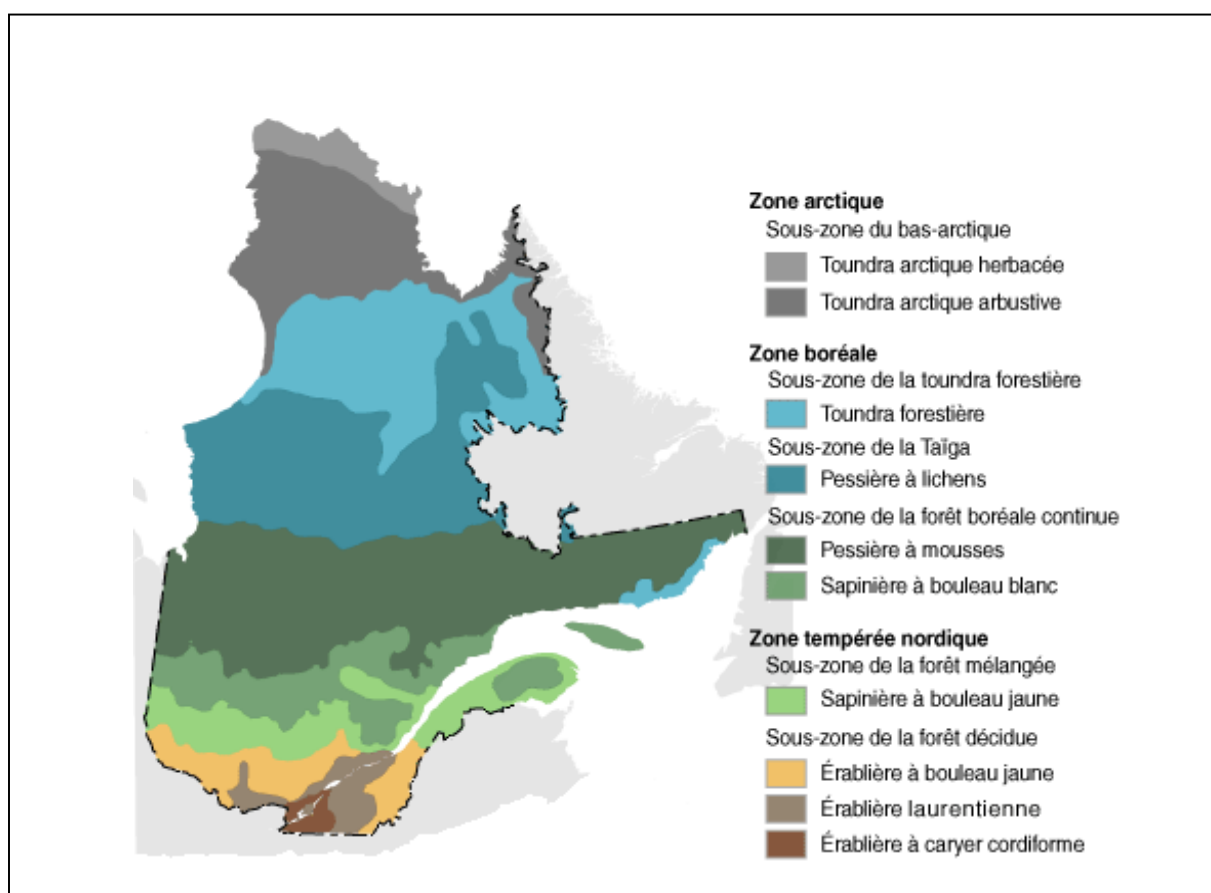 Zone arctique
Sous-zone du bas-arctique
Toundra arctique herbacée
Toundra arctique arbustive
Zone boréale
Sous-zone de la toundra forestière
Toundra forestière
Sous-zone de la Taïga
Pessière à lichens
Sous-zone de la forêt boréale continue
Pessière à mousses
Sapinière à bouleau blanc
Zone tempérée nordique
Sous-zone de la forêt mélangée
Sapinière à bouleau jaune
Sous-zone de la forêt décidue
Érablière à bouleau jaune
Érablière laurentienne
Érablière à caryer cordiforme